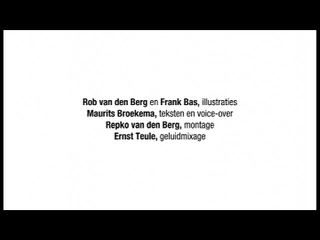 Rob van den Berg en Frank Bas, illustraties
Maurits Broekema, teksten en voice-over
Repko van den Berg, montage
Ernst Teule, geluidmixage